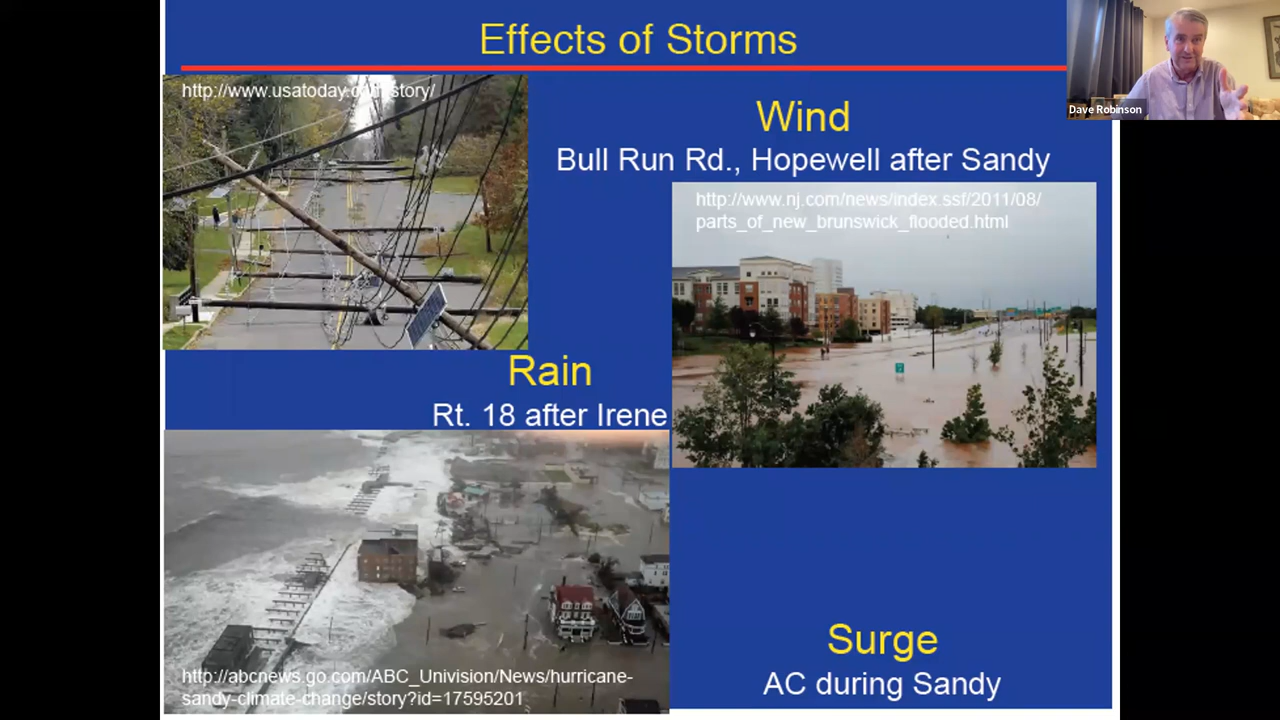 Effects of Storms
http://www.usatoday.com/story/
Dave Robinson
Wind
Bull Run Rd., Hopewell after Sandy
http://www.nj.com/news/index.ssf/2011/08/
parts_of_new_brunswick_flooded.html
Rain
Rt. 18 after Irene
http://abcnews.go.com/ABC_Univision/News/hurricane-
sandy-climate-change/story?id=17595201
Surge
AC during Sandy